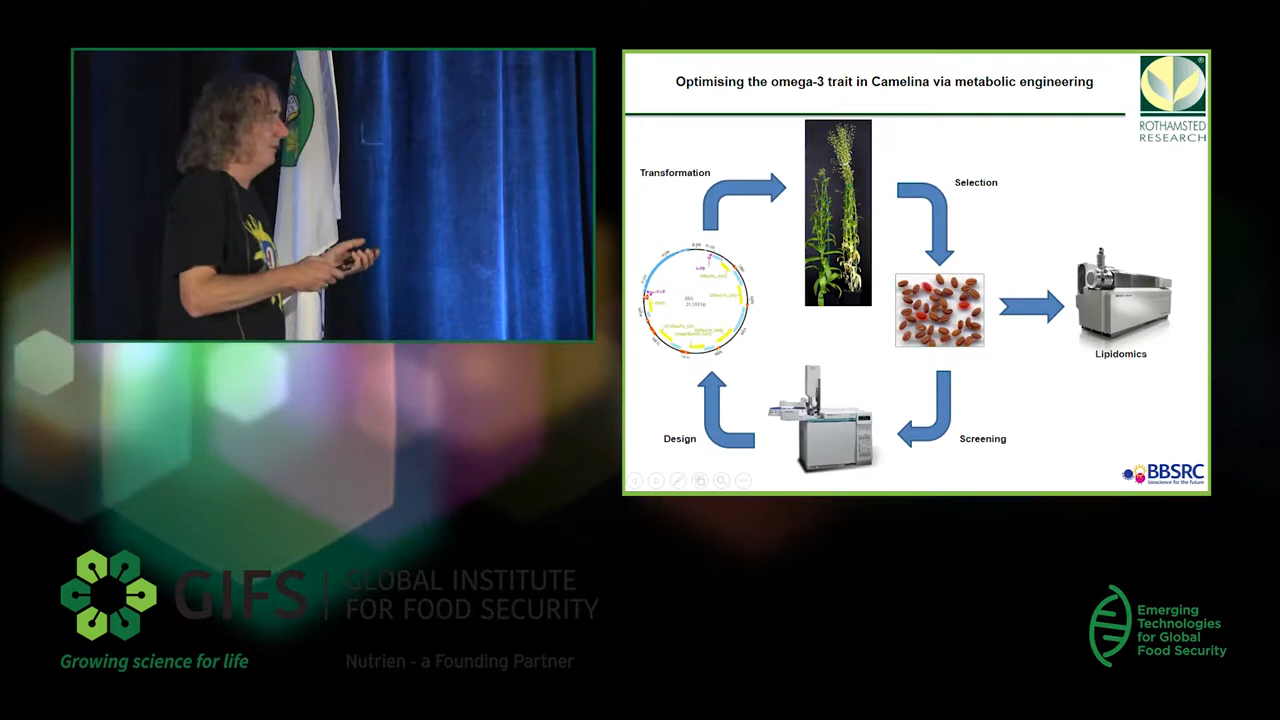 Optimising the omega-3 trait in Camelina via metabolic engineering
®
ROTHAMSTED
RESEARCH
Transformation
Selection
Lipidomics
Design
Screening
BBSRC
bioscience for the future
GIFS
GLOBAL INSTITUTE
FOR FOOD SECURITY
Growing science for life
Nutrien - a Founding Partner
Emerging
Technologies
for Global
Food Security